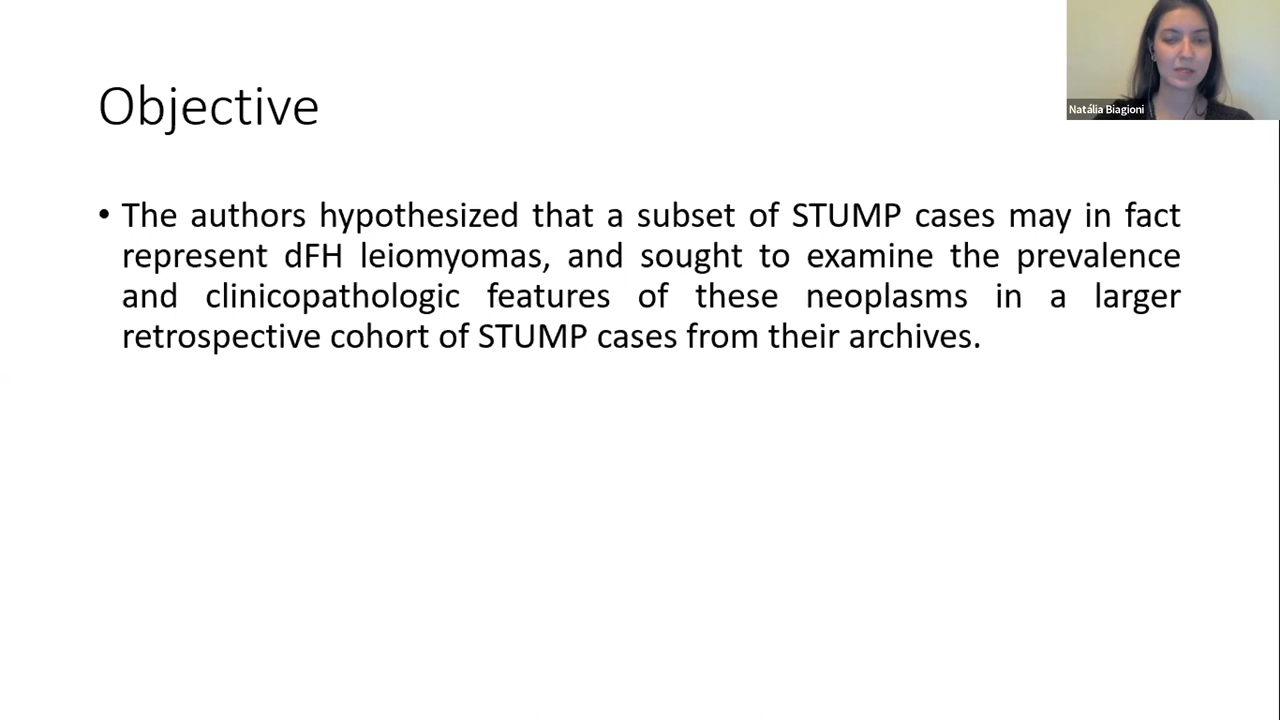 Objective
Natália Biagioni
• The authors hypothesized that a subset of STUMP cases may in fact
represent dFH leiomyomas, and sought to examine the prevalence
and clinicopathologic features of these neoplasms in a larger
retrospective cohort of STUMP cases from their archives.